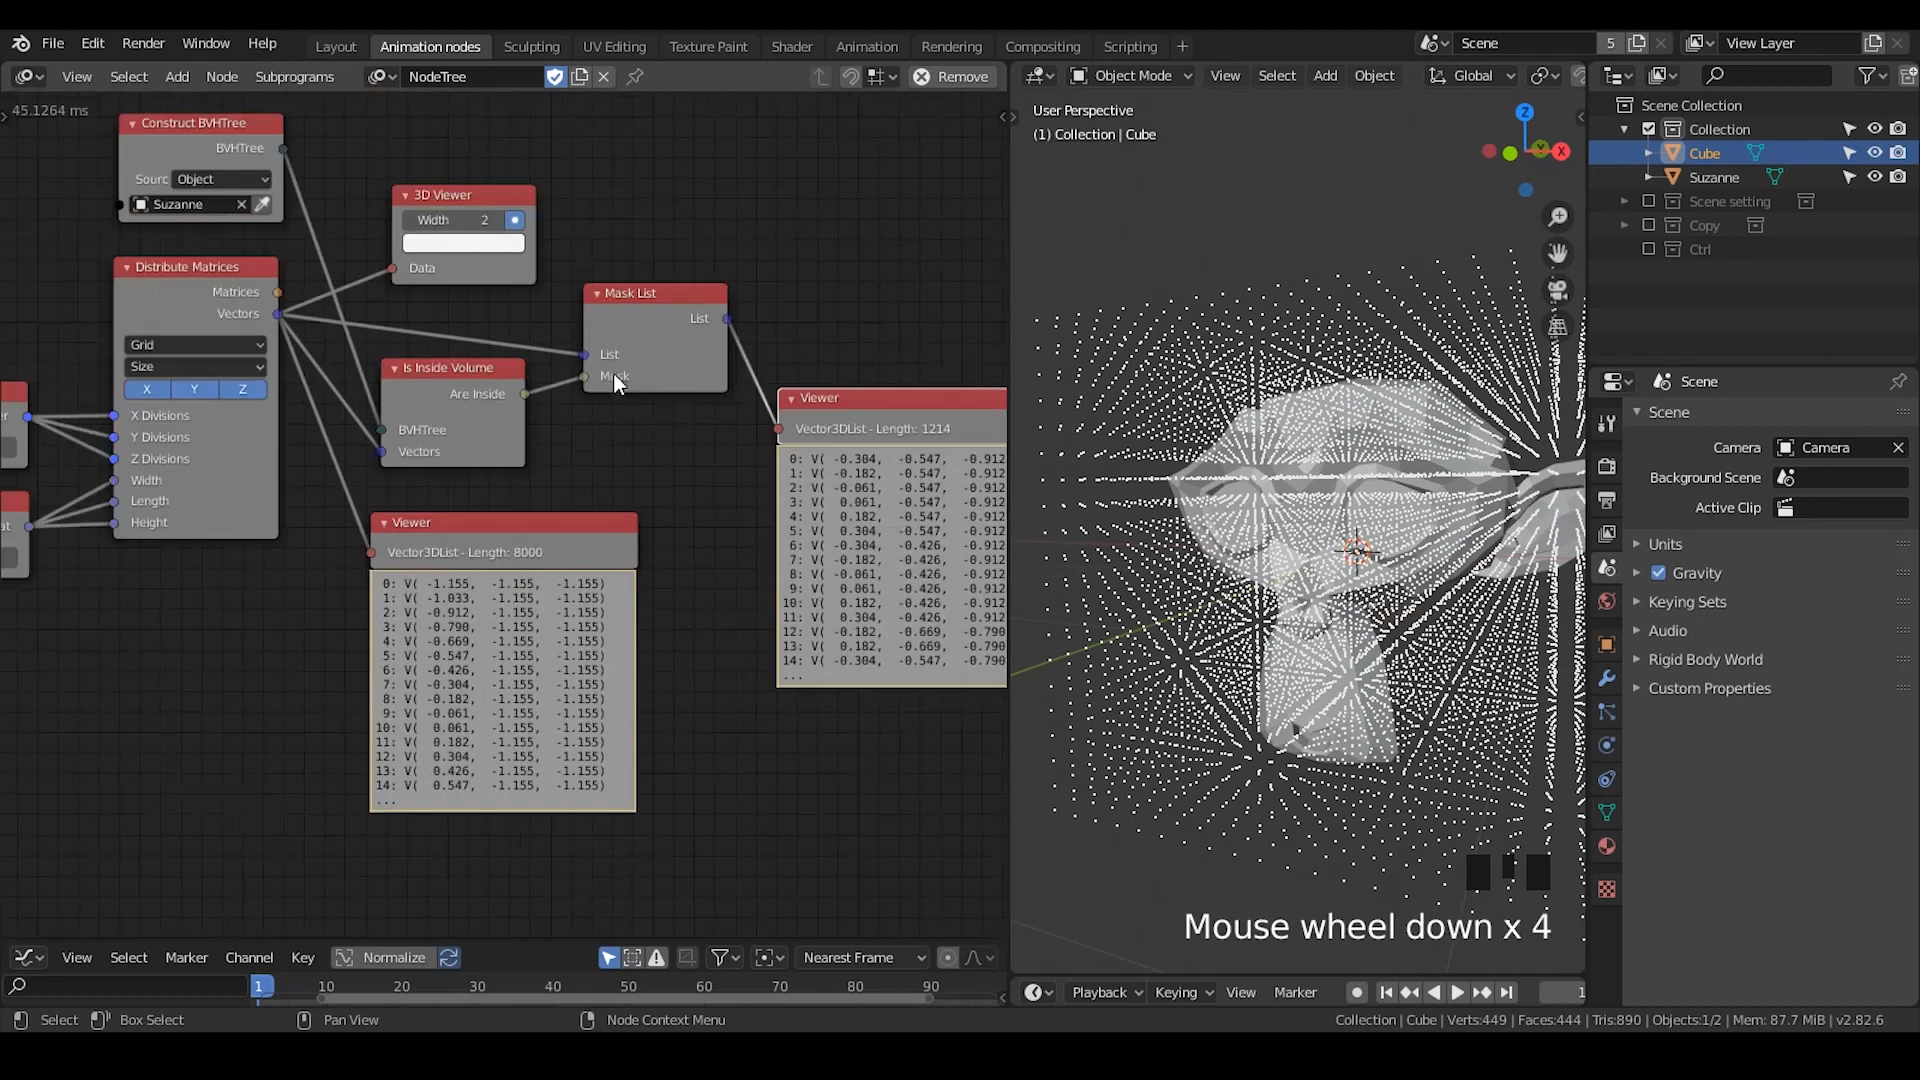 File Edit Render Window Help Layout Animation nodes Sculpting UV Editing Texture Paint Shader Animation Rendering Compositing Scripting + Scene 5 View Layer
View Select Add Node Subprograms NodeTree Remove
Object Mode View Select Add Object Global
45.1264 ms
Construct BVHTree
BVHTree
Sourc Object
Suzanne
Distribute Matrices
Matrices
Vectors
Grid
Size
X Y Z
X Divisions
Y Divisions
Z Divisions
Width
Length
Height
3D Viewer
Width 2
Data
Is Inside Volume
Are Inside
BVHTree
Vectors
Mask List
List
List
Mask
Viewer
Vector3DList - Length: 8000
0: V( -1.155, -1.155, -1.155)
1: V( -1.033, -1.155, -1.155)
2: V( -0.912, -1.155, -1.155)
3: V( -0.790, -1.155, -1.155)
4: V( -0.669, -1.155, -1.155)
5: V( -0.547, -1.155, -1.155)
6: V( -0.426, -1.155, -1.155)
7: V( -0.304, -1.155, -1.155)
8: V( -0.182, -1.155, -1.155)
9: V( -0.061, -1.155, -1.155)
10: V( 0.061, -1.155, -1.155)
11: V( 0.182, -1.155, -1.155)
12: V( 0.304, -1.155, -1.155)
13: V( 0.426, -1.155, -1.155)
14: V( 0.547, -1.155, -1.155)
...
Viewer
Vector3DList - Length: 1214
0: V( -0.304, -0.547, -0.912
1: V( -0.182, -0.547, -0.912
2: V( -0.061, -0.547, -0.912
3: V( 0.061, -0.547, -0.912
4: V( 0.182, -0.547, -0.912
5: V( 0.304, -0.547, -0.912
6: V( -0.304, -0.426, -0.912
7: V( -0.182, -0.426, -0.912
8: V( -0.061, -0.426, -0.912
9: V( 0.061, -0.426, -0.912
10: V( 0.182, -0.426, -0.912
11: V( 0.304, -0.426, -0.912
12: V( -0.182, -0.669, -0.790
13: V( 0.182, -0.669, -0.790
14: V( -0.304, -0.547, -0.790
...
User Perspective
(1) Collection | Cube
Z
Y X
Mouse wheel down x 4
Scene Collection
Collection
Cube
Suzanne
Scene setting
Copy
Ctrl
Scene
Scene
Camera Camera
Background Scene
Active Clip
Units
Gravity
Keying Sets
Audio
Rigid Body World
Custom Properties
View Select Marker Channel Key Normalize Nearest Frame
1 10 20 30 40 50 60 70 80 90
Playback Keying View Marker 1
Select Box Select Pan View Node Context Menu
Collection | Cube | Verts:449 | Faces:444 | Tris:890 | Objects:1/2 | Mem: 87.7 MiB | v2.82.6